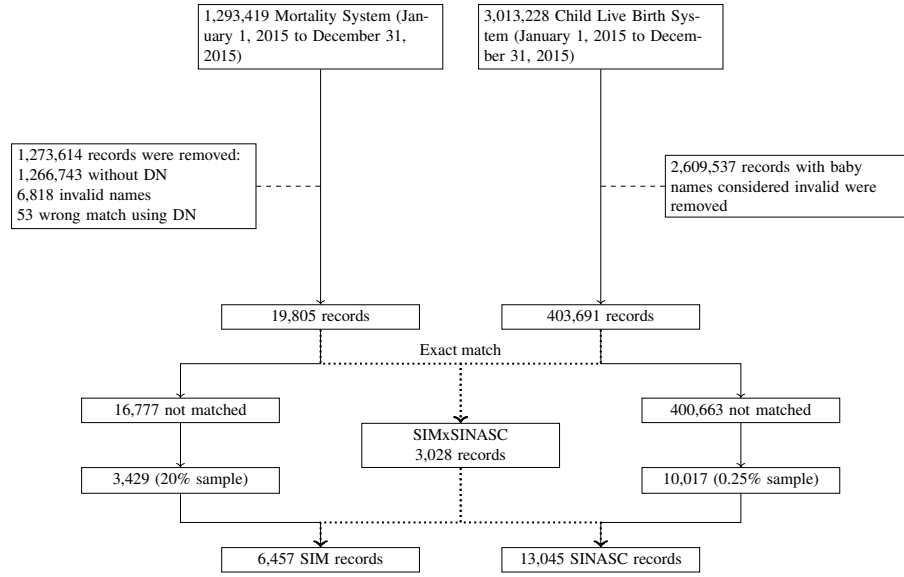 1,293,419 Mortality System (Jan-
uary 1, 2015 to December 31,
2015)
3,013,228 Child Live Birth Sys-
tem (January 1, 2015 to Decem-
ber 31, 2015)
1,273,614 records were removed:
1,266,743 without DN
6,818 invalid names
53 wrong match using DN
2,609,537 records with baby
names considered invalid were
removed
19,805 records
403,691 records
Exact match
16,777 not matched
400,663 not matched
SIMxSINASC
3,028 records
3,429 (20% sample)
10,017 (0.25% sample)
6,457 SIM records
13,045 SINASC records